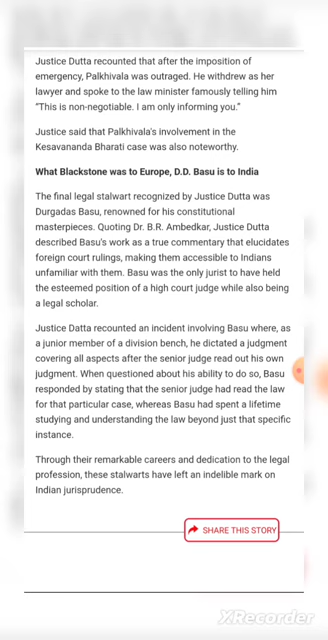 Justice Dutta recounted that after the imposition of
emergency, Palkhivala was outraged. He withdrew as her
lawyer and spoke to the law minister famously telling him
“This is non-negotiable. I am only informing you.”
Justice said that Palkhivala's involvement in the
Kesavananda Bharati case was also noteworthy.
What Blackstone was to Europe, D.D. Basu is to India
The final legal stalwart recognized by Justice Dutta was
Durgadas Basu, renowned for his constitutional
masterpieces. Quoting Dr. B.R. Ambedkar, Justice Dutta
described Basu's work as a true commentary that elucidates
foreign court rulings, making them accessible to Indians
unfamiliar with them. Basu was the only jurist to have held
the esteemed position of a high court judge while also being
a legal scholar.
Justice Datta recounted an incident involving Basu where, as
a junior member of a division bench, he dictated a judgment
covering all aspects after the senior judge read out his own
judgment. When questioned about his ability to do so, Basu
responded by stating that the senior judge had read the law
for that particular case, whereas Basu had spent a lifetime
studying and understanding the law beyond just that specific
instance.
Through their remarkable careers and dedication to the legal
profession, these stalwarts have left an indelible mark on
Indian jurisprudence.
SHARE THIS STORY
XRecorder